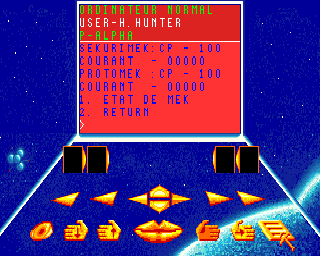 ORDINATEUR NORMAL
USER-H.HUNTER
P-ALPHA
SEKURIMEK:CP - 100
COURANT  - 00000
PROTOMEK :CP - 100
COURANT  - 00000
1. ETAT DE MEK
2. RETURN
>